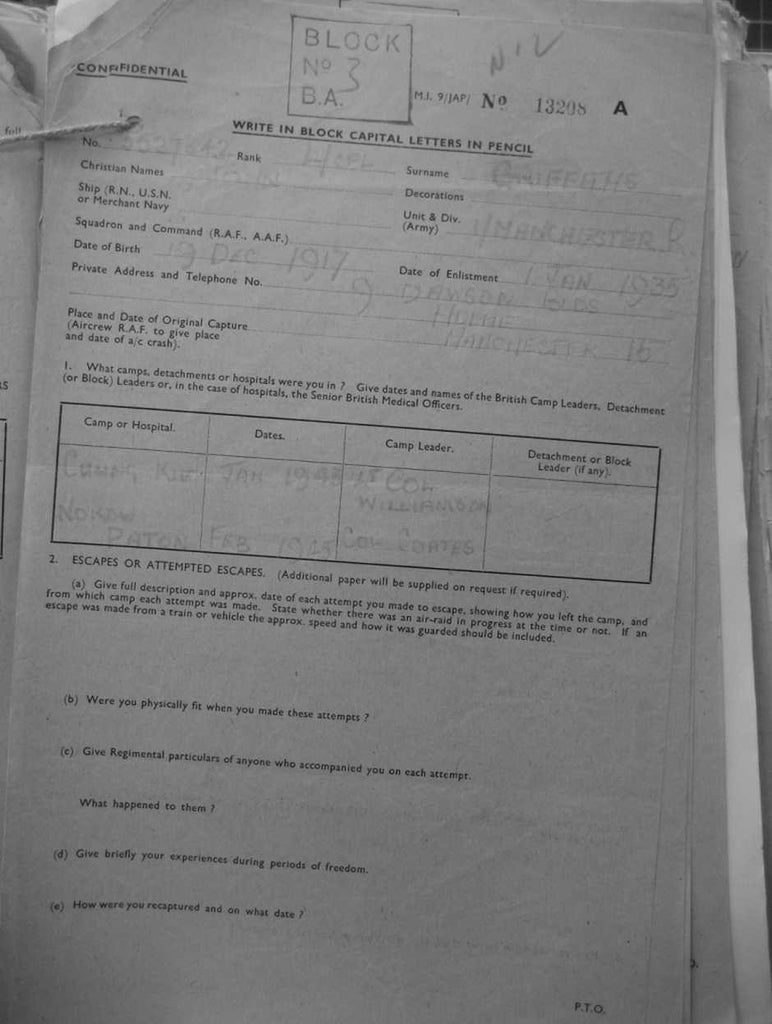 BLOCK
Nº 3
B.A.
NIL
CONFIDENTIAL
M.I. 9/JAP/ Nº 13208 A
WRITE IN BLOCK CAPITAL LETTERS IN PENCIL
No. Rank L/CPL Surname GRIFFITHS
Christian Names JOHN Decorations
Ship (R.N., U.S.N.
or Merchant Navy
Unit & Div.
(Army) 1/MANCHESTER R.
Squadron and Command (R.A.F., A.A.F.)
Date of Birth 19 DEC 1917 Date of Enlistment 1 JAN 1935
Private Address and Telephone No. 9
HULME
MANCHESTER 15
Place and Date of Original Capture
(Aircrew R.A.F. to give place
and date of a/c crash).
1. What camps, detachments or hospitals were you in ? Give dates and names of the British Camp Leaders, Detachment
(or Block) Leaders or, in the case of hospitals, the Senior British Medical Officers.
Camp or Hospital. Dates. Camp Leader. Detachment or Block
Leader (if any).
CHUNG KIE JAN 1943 COL
WILLIAMSON
NOKON
PATON FEB 1945 COL COATES
2. ESCAPES OR ATTEMPTED ESCAPES. (Additional paper will be supplied on request if required).
(a) Give full description and approx. date of each attempt you made to escape, showing how you left the camp, and
from which camp each attempt was made. State whether there was an air-raid in progress at the time or not. If an
escape was made from a train or vehicle the approx. speed and how it was guarded should be included.
(b) Were you physically fit when you made these attempts ?
(c) Give Regimental particulars of anyone who accompanied you on each attempt.
What happened to them ?
(d) Give briefly your experiences during periods of freedom.
(e) How were you recaptured and on what date ?
P.T.O.